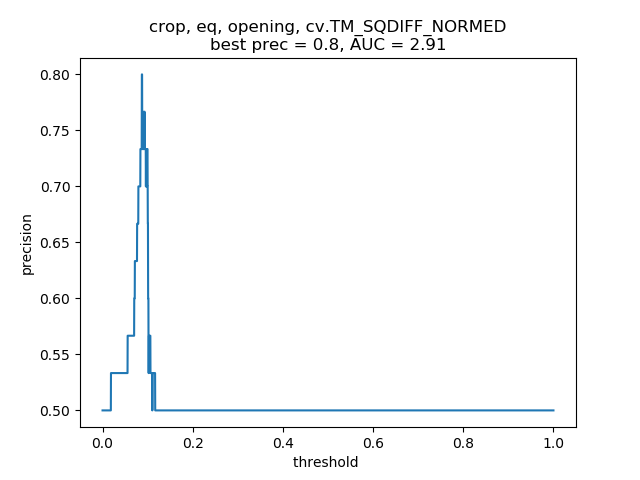 crop, eq, opening, cv.TM_SQDIFF_NORMED
best prec = 0.8, AUC = 2.91
0.80
0.75
0.70
0.65
0.60
0.55
0.50
precision
0.0 0.2 0.4 0.6 0.8 1.0
threshold